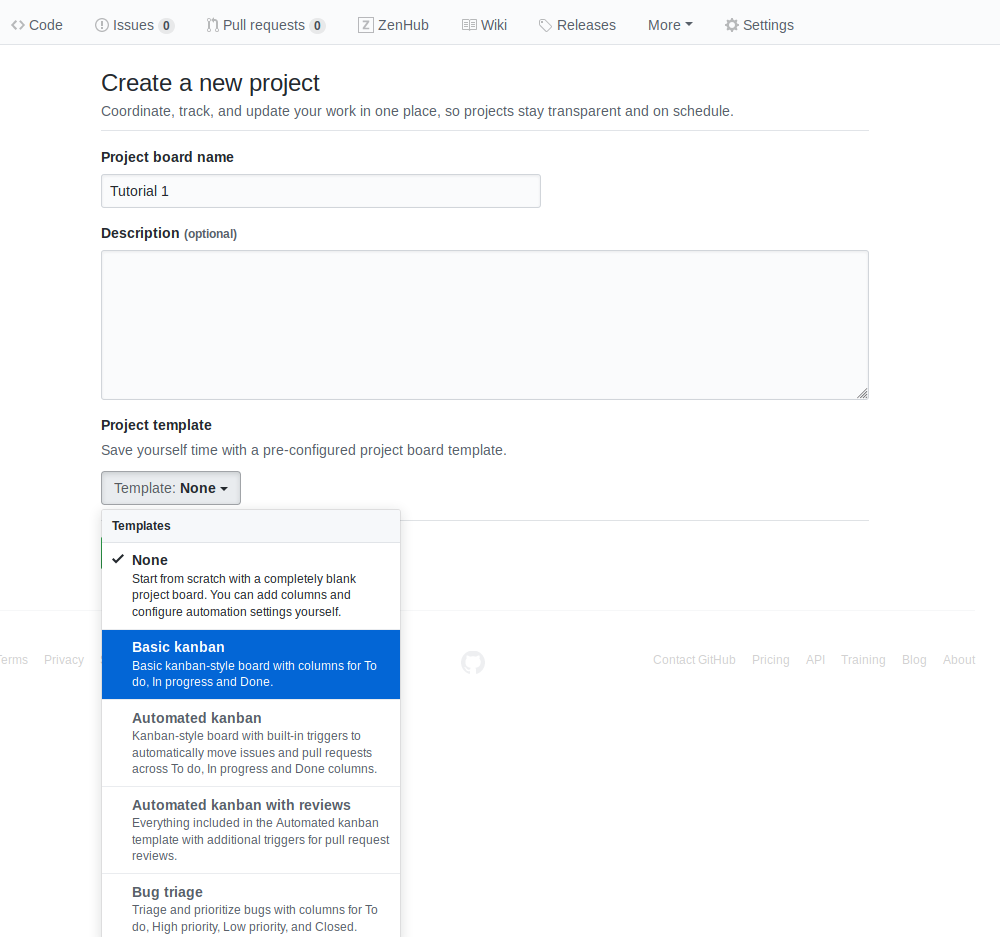 Code Issues 0 Pull requests 0 Z ZenHub Wiki Releases More Settings
Create a new project
Coordinate, track, and update your work in one place, so projects stay transparent and on schedule.
Project board name
Tutorial 1
Description (optional)
Project template
Save yourself time with a pre-configured project board template.
Template: None
Templates
None
Start from scratch with a completely blank
project board. You can add columns and
configure automation settings yourself.
Basic kanban
Basic kanban-style board with columns for To
do, In progress and Done.
Terms Privacy Contact GitHub Pricing API Training Blog About
Automated kanban
Kanban-style board with built-in triggers to
automatically move issues and pull requests
across To do, In progress and Done columns.
Automated kanban with reviews
Everything included in the Automated kanban
template with additional triggers for pull request
reviews.
Bug triage
Triage and prioritize bugs with columns for To
do, High priority, Low priority, and Closed.